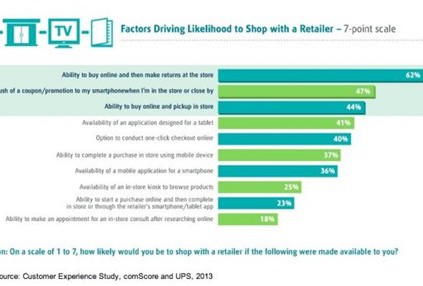 TV
Factors Driving Likelihood to Shop with a Retailer – 7-point scale
Ability to buy online and then make returns at the store 62%
ush of a coupon/promotion to my smartphonewhen I'm in the store or close by 47%
Ability to buy online and pickup in store 44%
Availability of an application designed for a tablet 41%
Option to conduct one-click checkout online 40%
Ability to complete a purchase in store using mobile device 37%
Availability of a mobile application for a smartphone 36%
Availability of an in-store kiosk to browse products 25%
Ability to start a purchase online and then complete
in store or through the retailer's smartphone/tablet app 23%
Ability to make an appointment for an in-store consult after researching online 18%
on: On a scale of 1 to 7, how likely would you be to shop with a retailer if the following were made available to you?
ource: Customer Experience Study, comScore and UPS, 2013